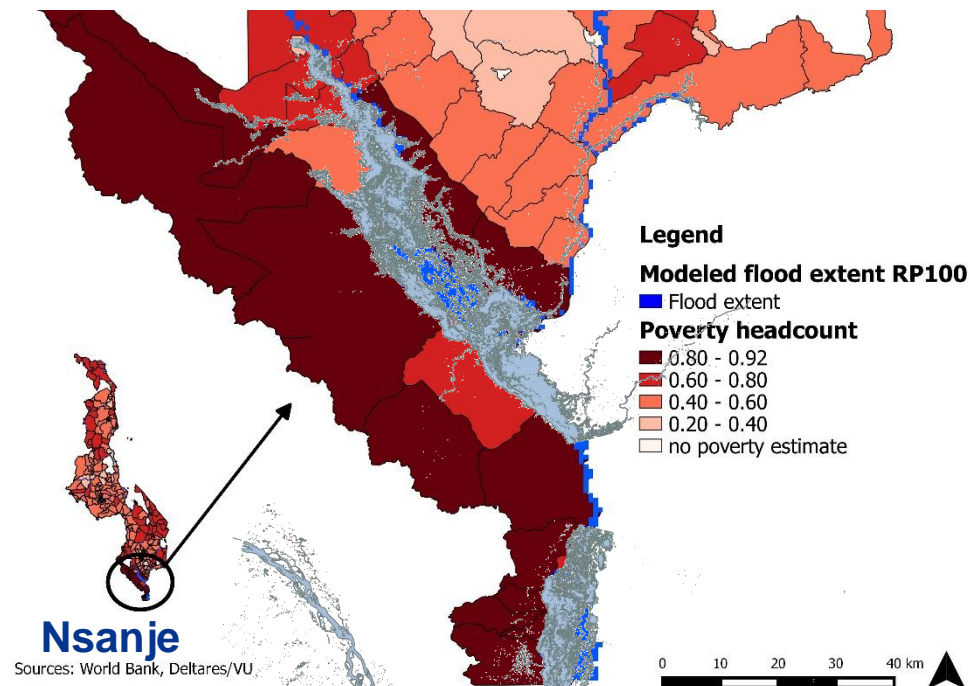 Legend
Modeled flood extent RP100
Flood extent
Poverty headcount
0.80 - 0.92
0.60 - 0.80
0.40 - 0.60
0.20 - 0.40
no poverty estimate
Nsanje
Sources: World Bank, Deltares/VU
0 10 20 30 40 km